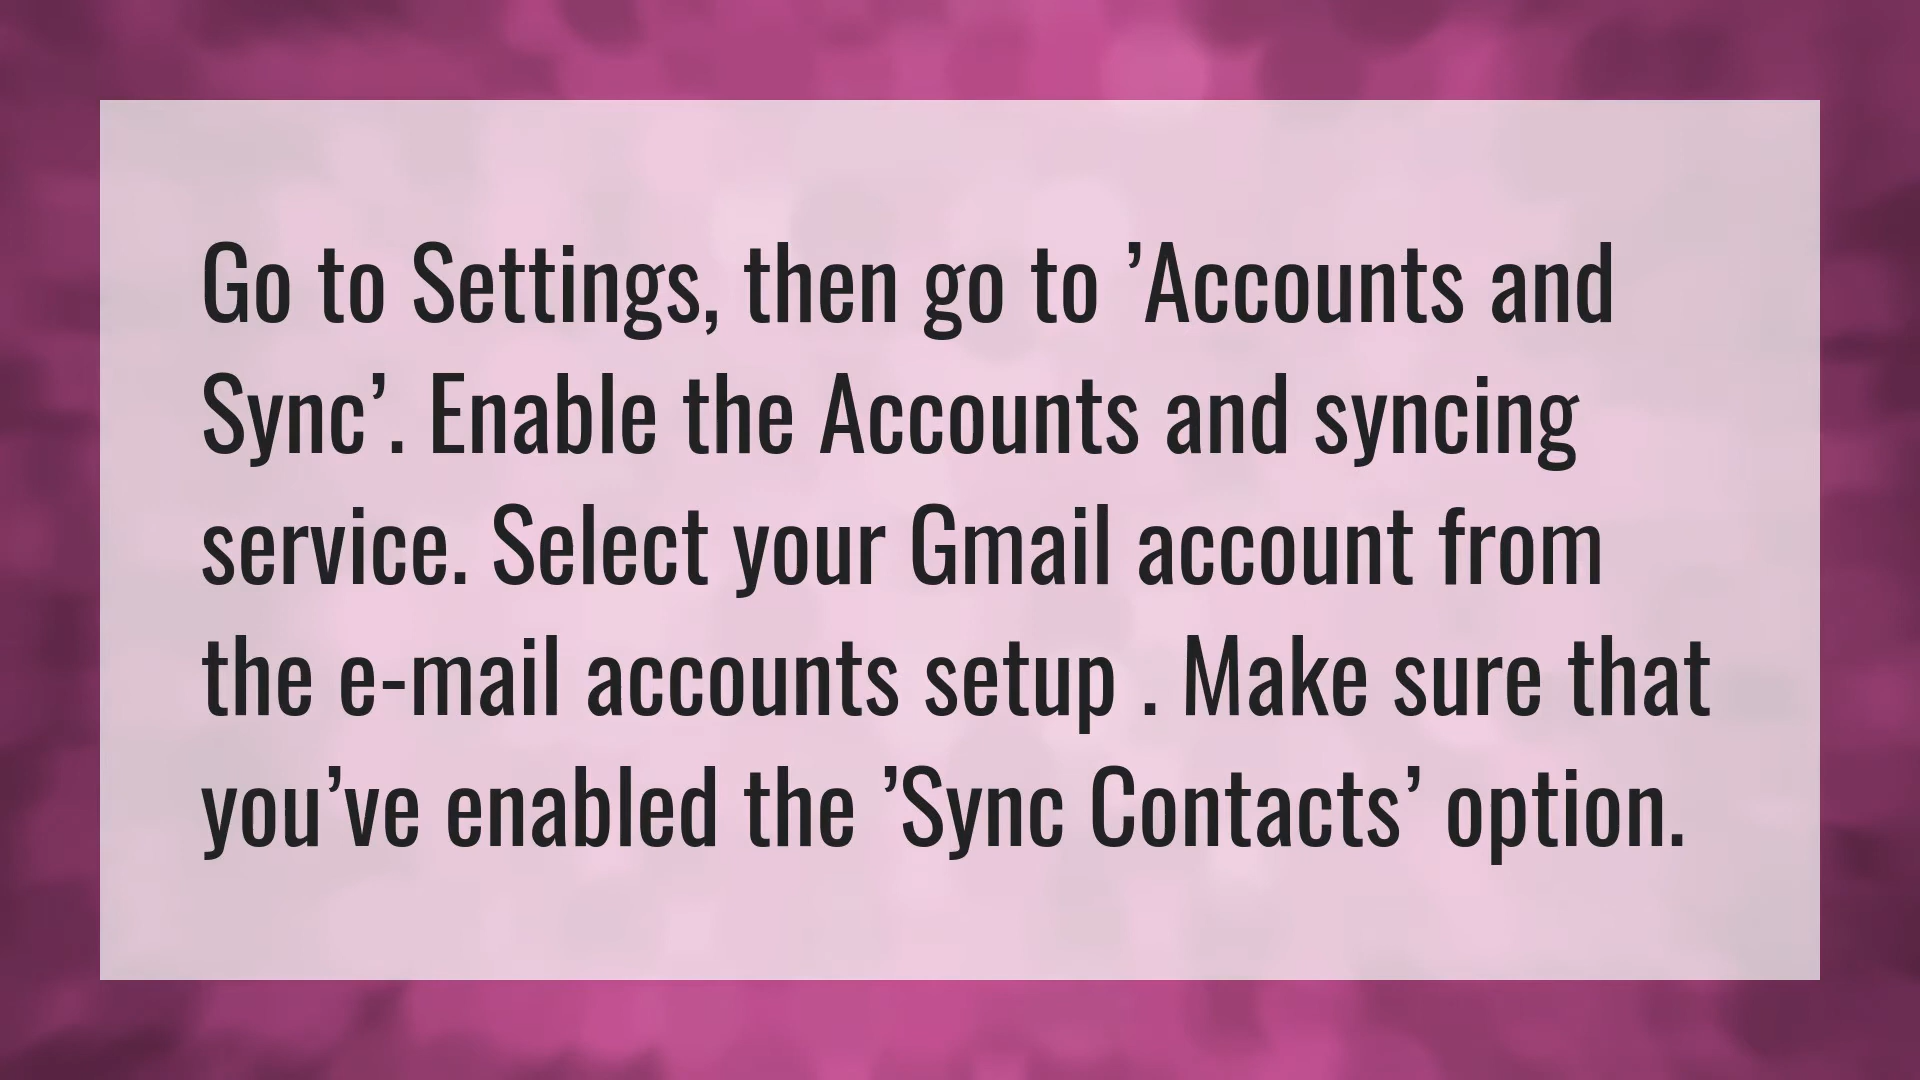 Go to Settings, then go to ’Accounts and
Sync’. Enable the Accounts and syncing
service. Select your Gmail account from
the e-mail accounts setup . Make sure that
you’ve enabled the ’Sync Contacts’ option.